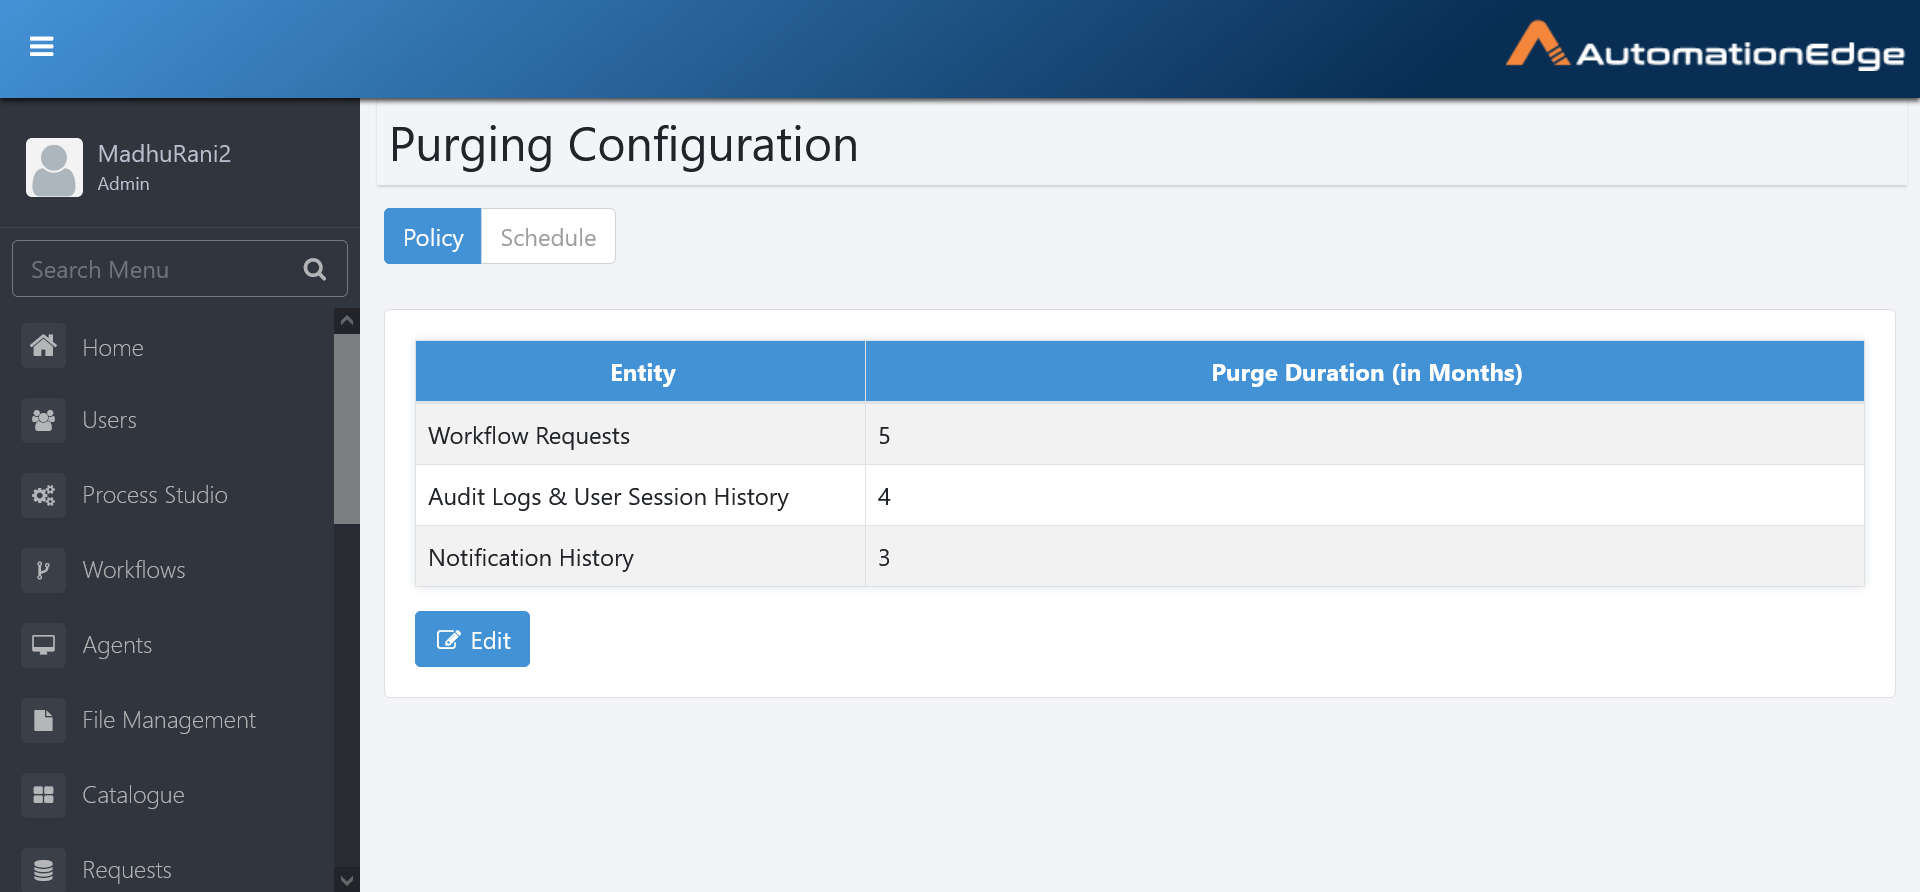 AutomationEdge
MadhuRani2
Admin
Search Menu
Home
Users
Process Studio
Workflows
Agents
File Management
Catalogue
Requests
Purging Configuration
Policy
Schedule
Entity
Purge Duration (in Months)
Workflow Requests
5
Audit Logs & User Session History
4
Notification History
3
Edit